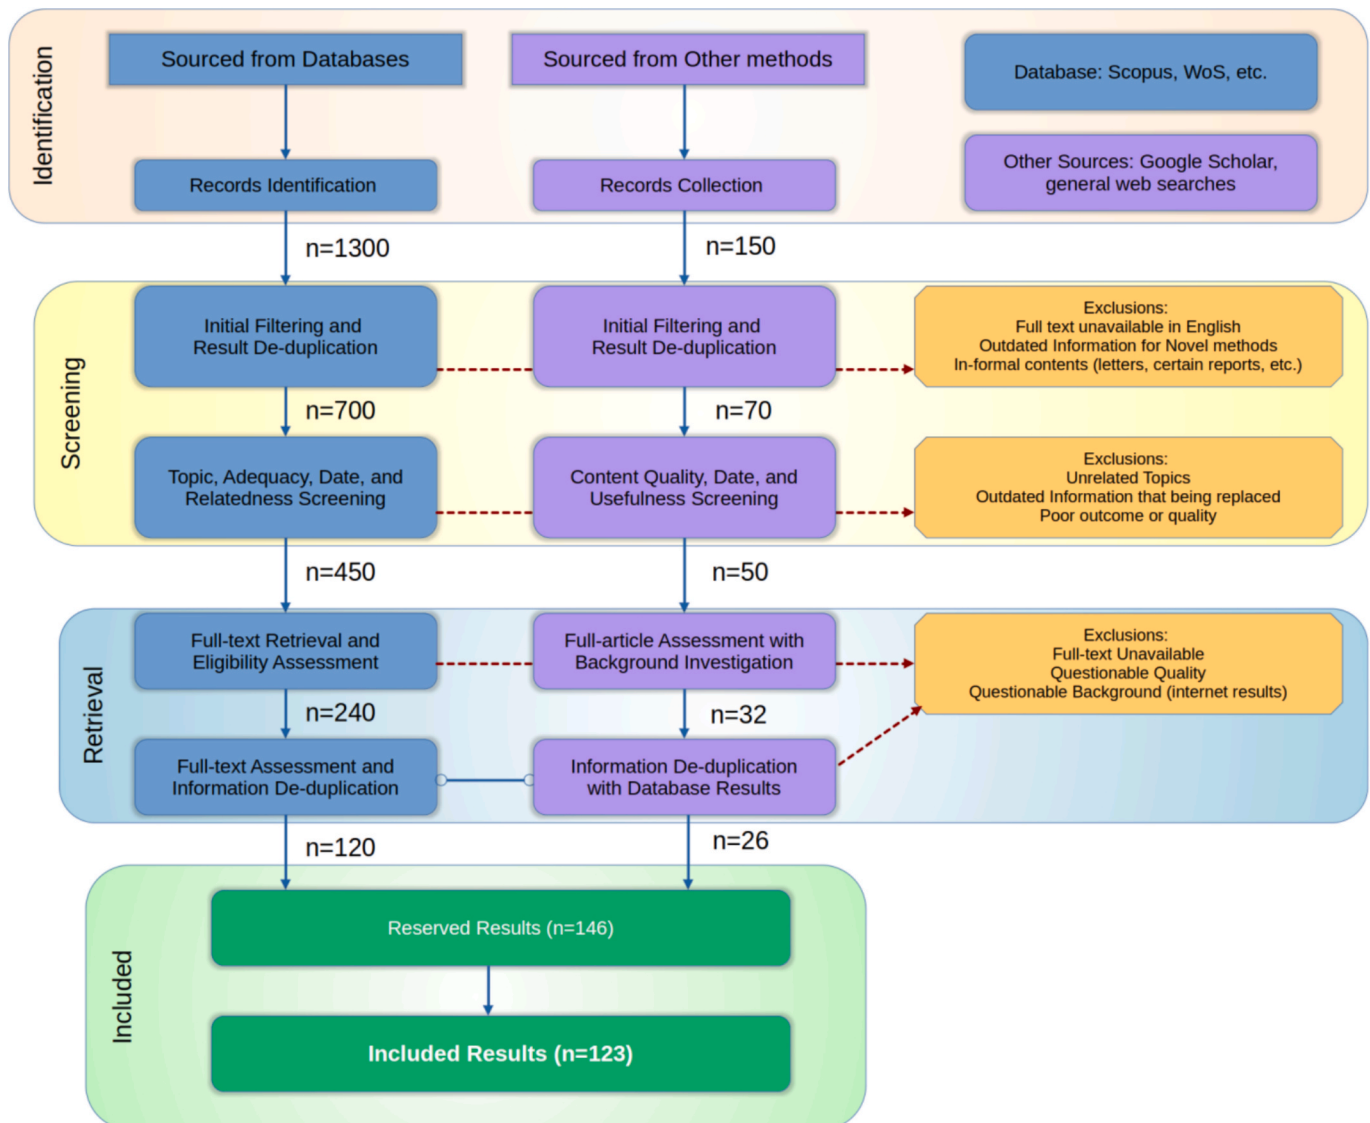 Identification
Sourced from Databases
Sourced from Other methods
Database: Scopus, WoS, etc.
Other Sources: Google Scholar,
general web searches
Records Identification
Records Collection
n=1300
n=150
Screening
Initial Filtering and
Result De-duplication
Initial Filtering and
Result De-duplication
Exclusions:
Full text unavailable in English
Outdated Information for Novel methods
In-formal contents (letters, certain reports, etc.)
n=700
n=70
Topic, Adequacy, Date, and
Relatedness Screening
Content Quality, Date, and
Usefulness Screening
Exclusions:
Unrelated Topics
Outdated Information that being replaced
Poor outcome or quality
n=450
n=50
Retrieval
Full-text Retrieval and
Eligibility Assessment
Full-article Assessment with
Background Investigation
Exclusions:
Full-text Unavailable
Questionable Quality
Questionable Background (internet results)
n=240
n=32
Full-text Assessment and
Information De-duplication
Information De-duplication
with Database Results
n=120
n=26
Included
Reserved Results (n=146)
Included Results (n=123)